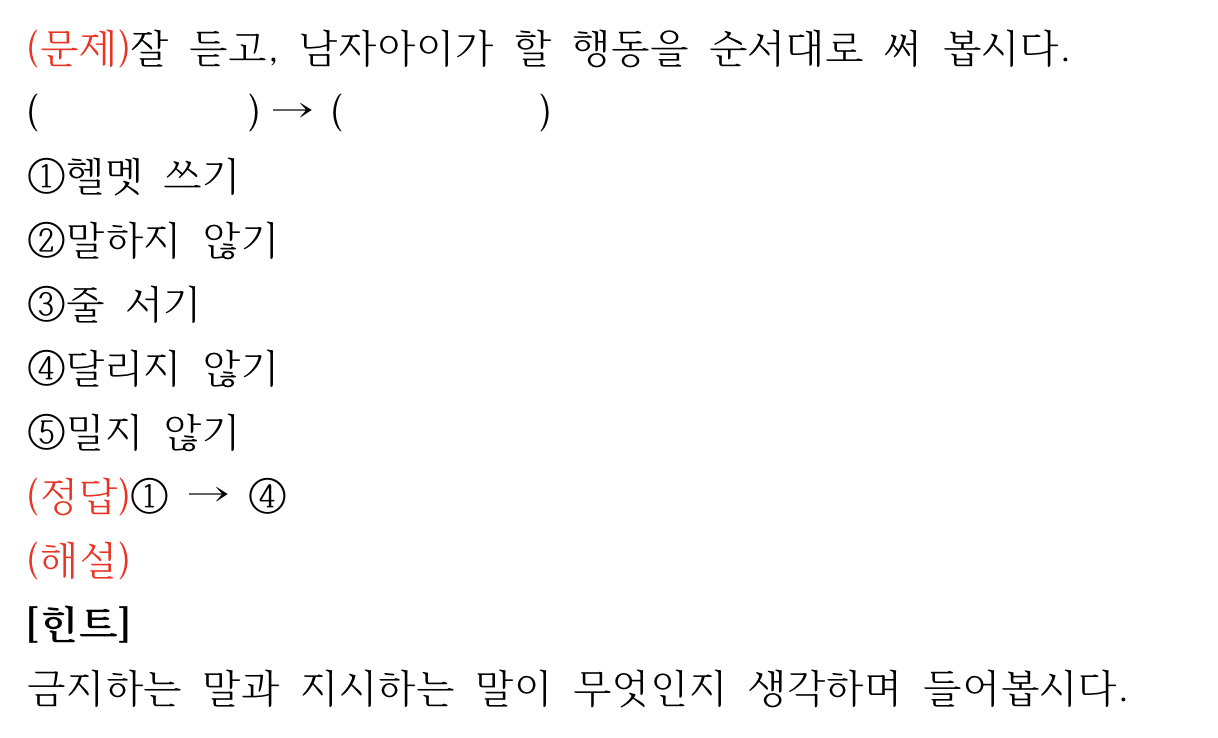 (문제)잘 듣고, 남자아이가 할 행동을 순서대로 써 봅시다.
(          ) → (          )
①헬멧 쓰기
②말하지 않기
③줄 서기
④달리지 않기
⑤밀지 않기
(정답)① → ④
(해설)
[힌트]
금지하는 말과 지시하는 말이 무엇인지 생각하며 들어봅시다.